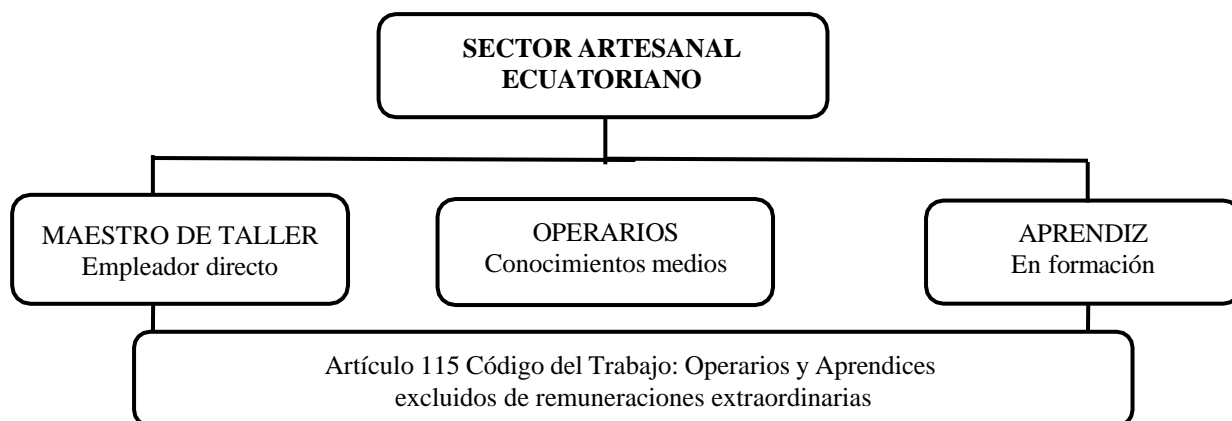 SECTOR ARTESANAL
ECUATORIANO
MAESTRO DE TALLER
Empleador directo
OPERARIOS
Conocimientos medios
APRENDIZ
En formación
Artículo 115 Código del Trabajo: Operarios y Aprendices
excluidos de remuneraciones extraordinarias